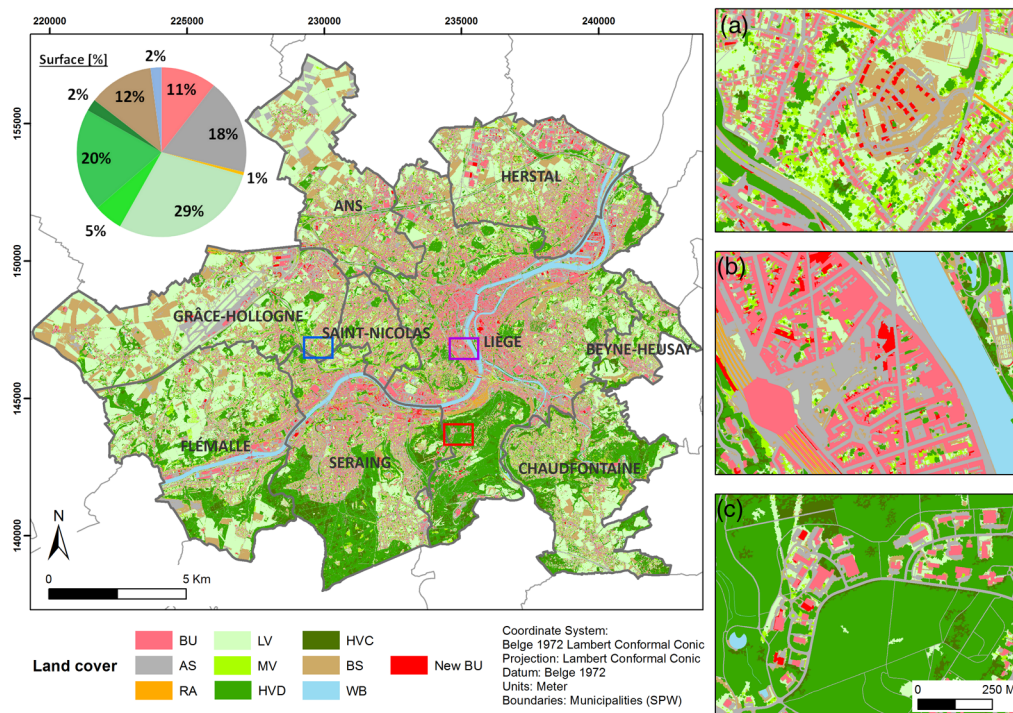 220000 225000 230000 235000 240000
155000
150000
145000
140000
Surface [%]
2%
11%
18%
1%
29%
5%
20%
2%
12%
HERSTAL
ANS
GRÂCE-HOLLOGNE
SAINT-NICOLAS
LIÈGE
BEYNE-HEUSAY
FLÉMALLE
SERAING
CHAUDFONTAINE
N
0 5 Km
(a)
(b)
(c)
0 250 M
Land cover
BU
AS
RA
LV
MV
HVD
HVC
BS
WB
New BU
Coordinate System:
Belge 1972 Lambert Conformal Conic
Projection: Lambert Conformal Conic
Datum: Belge 1972
Units: Meter
Boundaries: Municipalities (SPW)